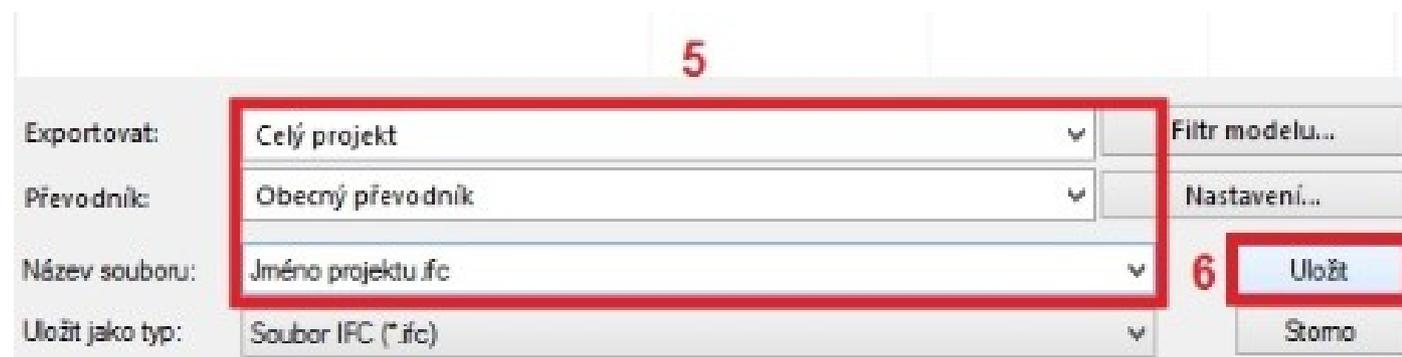 5
Exportovat: Celý projekt Filtr modelu...
Převodník: Obecný převodník Nastavení...
Název souboru: Jméno projektu.ifc 6 Uložit
Uložit jako typ: Soubor IFC (*.ifc) Storno